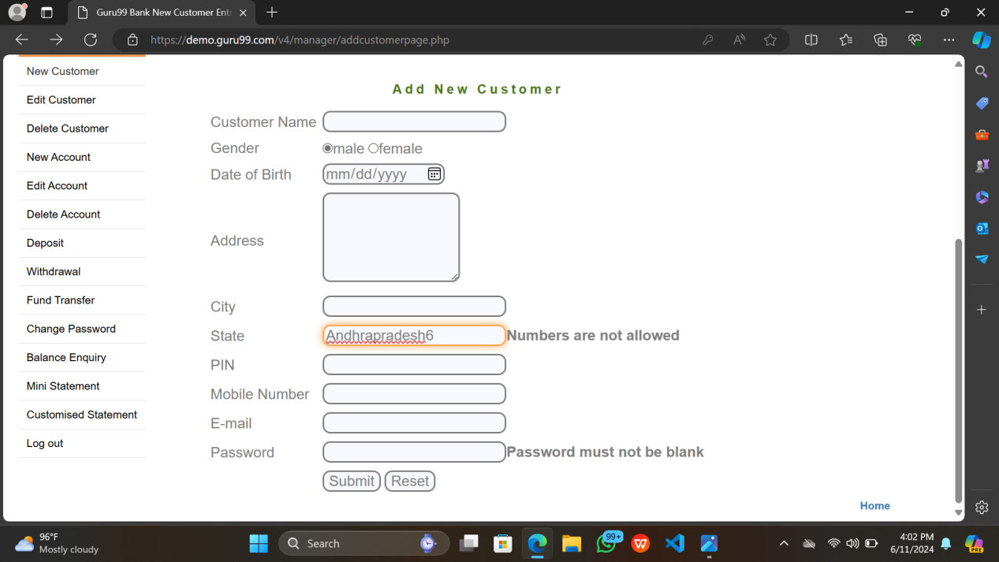 Guru99 Bank New Customer Entr
https://demo.guru99.com/v4/manager/addcustomerpage.php
New Customer
Edit Customer
Delete Customer
New Account
Edit Account
Delete Account
Deposit
Withdrawal
Fund Transfer
Change Password
Balance Enquiry
Mini Statement
Customised Statement
Log out
Add New Customer
Customer Name
Gender male female
Date of Birth mm/dd/yyyy
Address
City
State Andhrapradesh6 Numbers are not allowed
PIN
Mobile Number
E-mail
Password Password must not be blank
Submit Reset
Home
96°F
Mostly cloudy
Search
99+
4:02 PM
6/11/2024
PRE